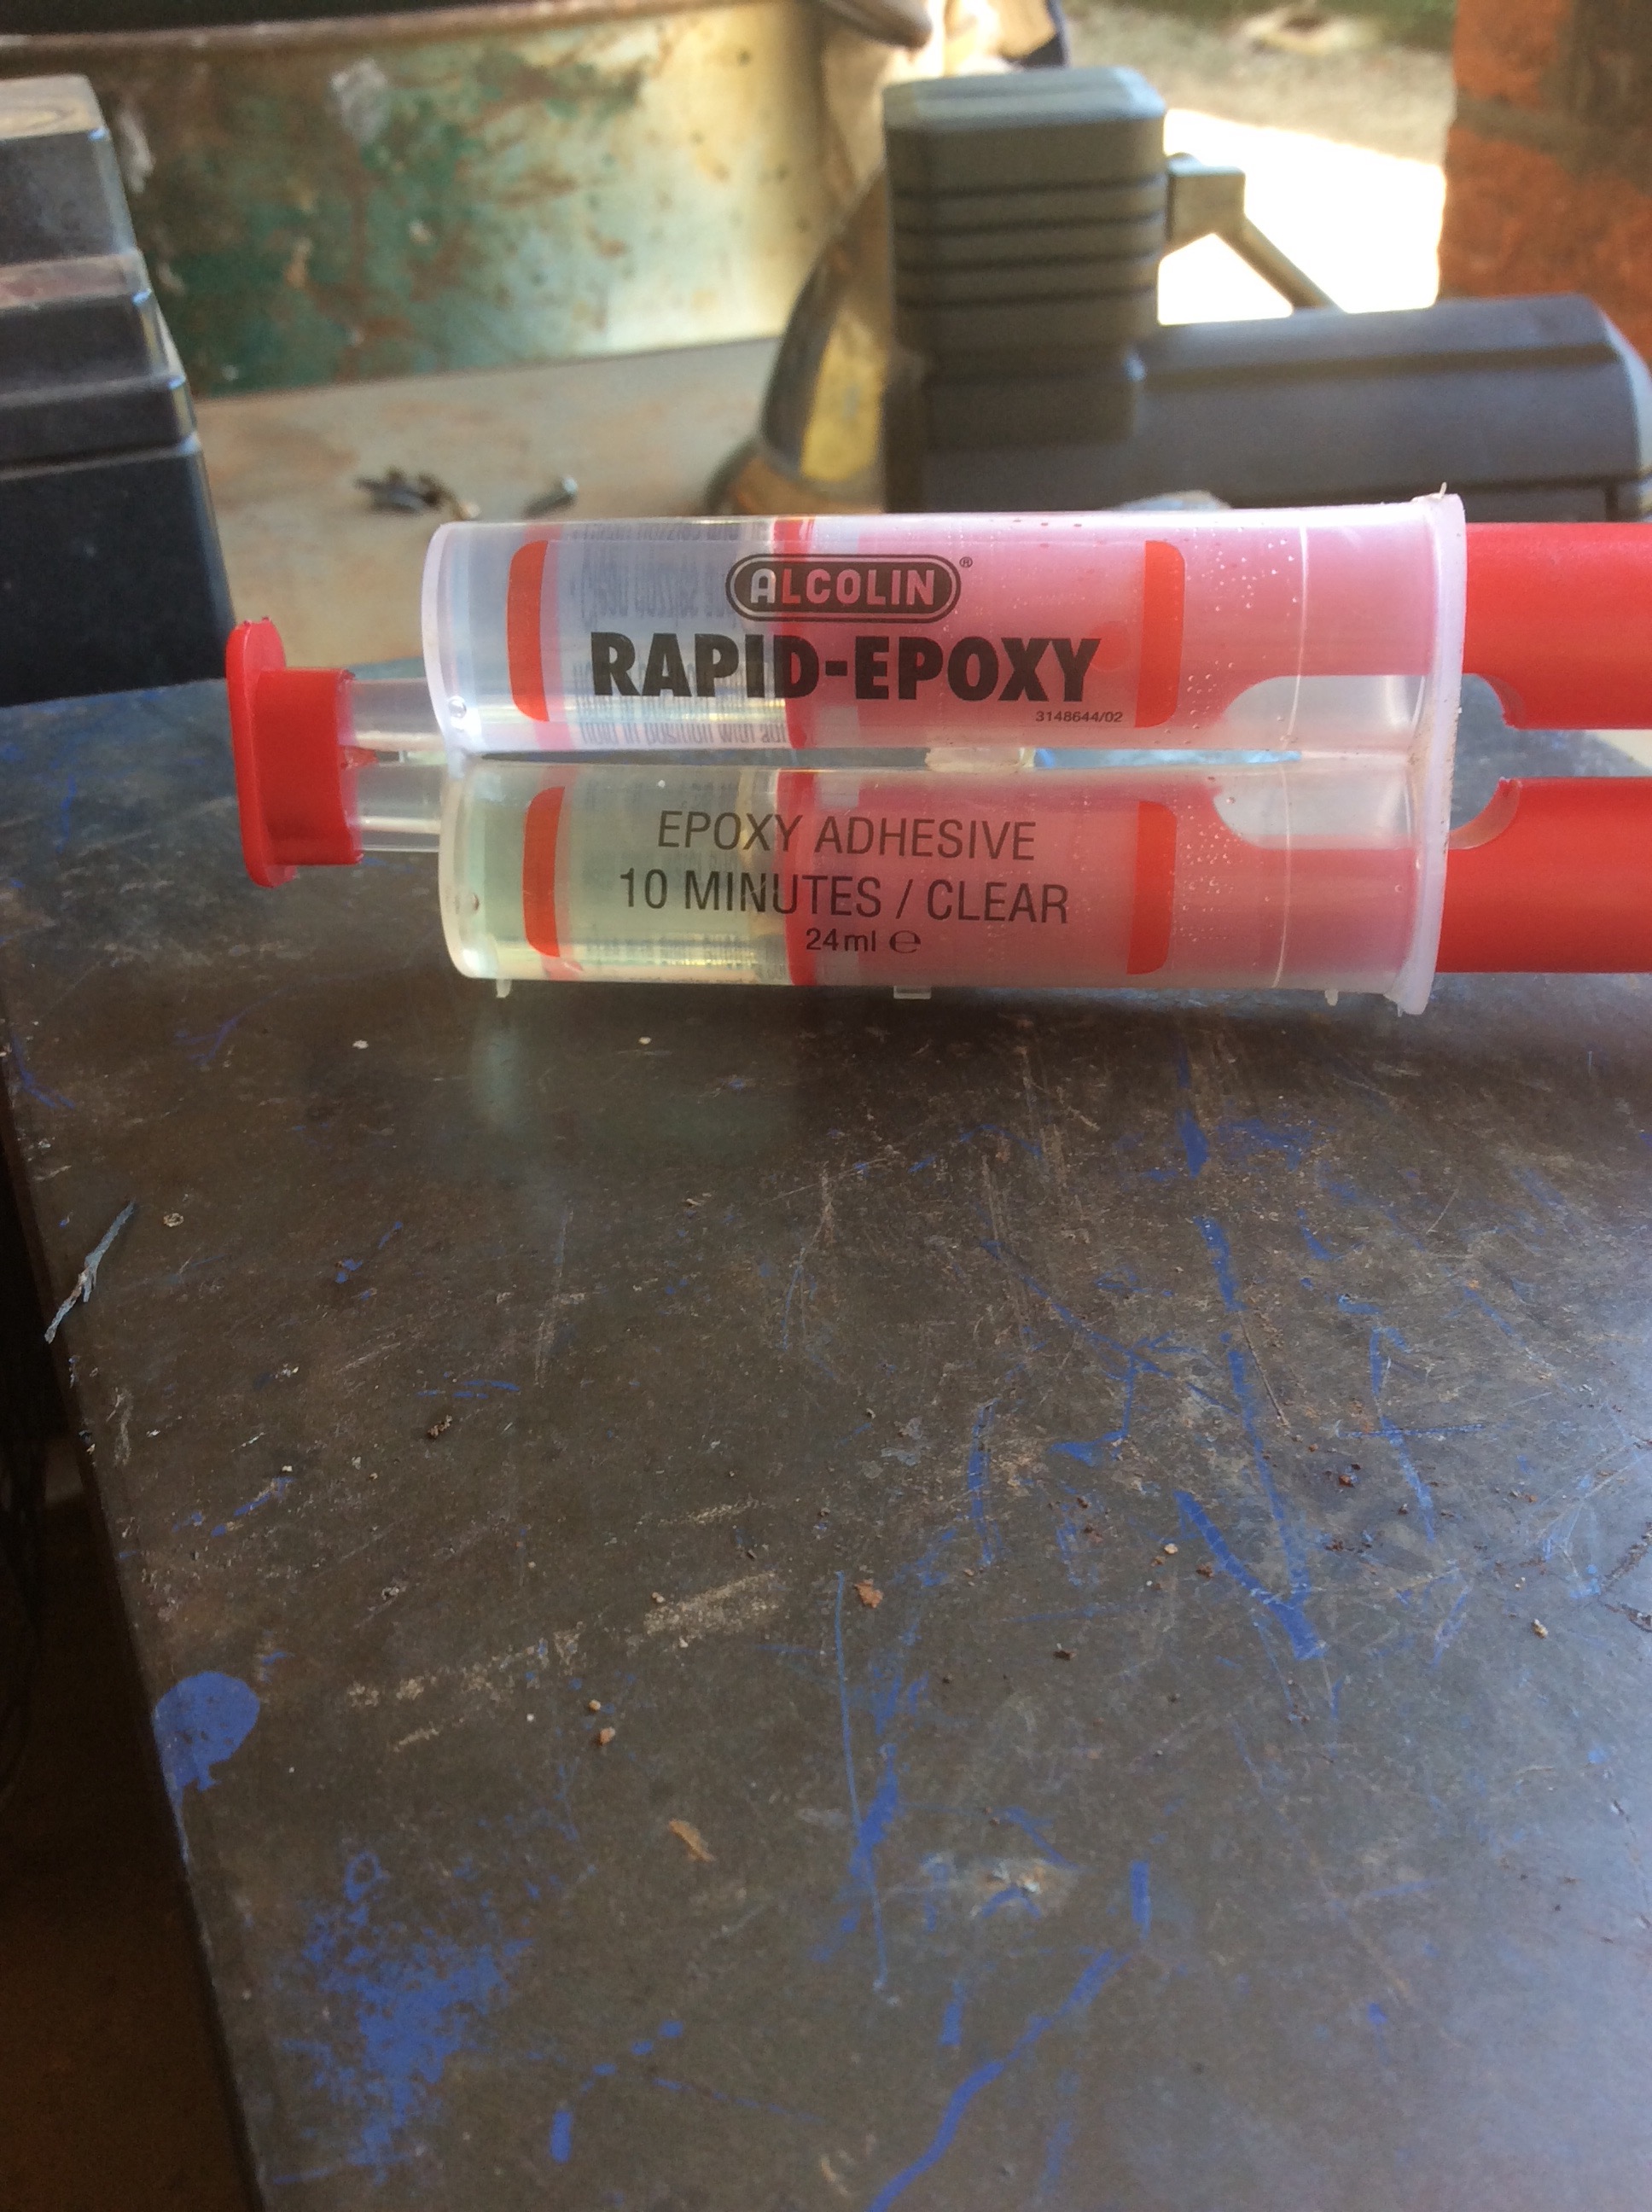 ALCOLIN®
RAPID-EPOXY
3148644/02
EPOXY ADHESIVE
10 MINUTES / CLEAR
24ml ℮